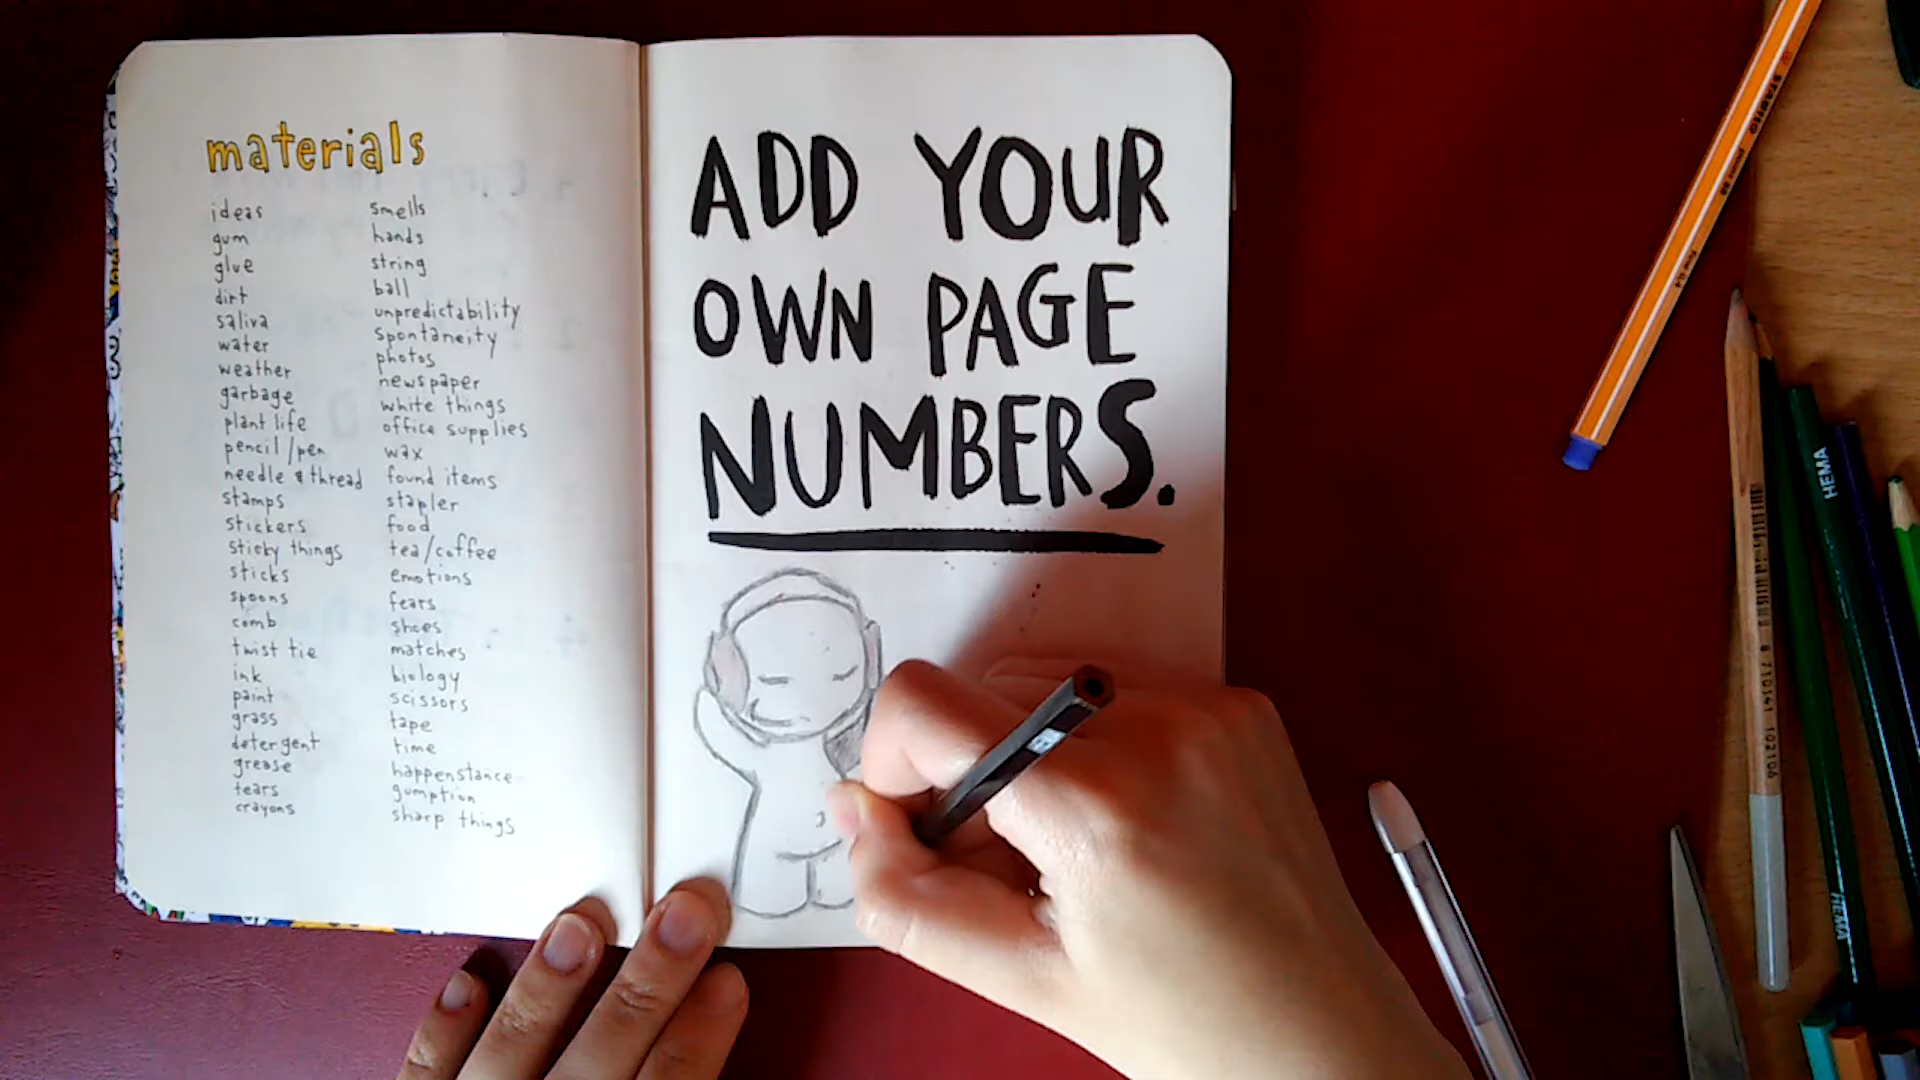 materials
ideas
gum
glue
dirt
saliva
water
weather
garbage
plant life
pencil/pen
needle & thread
stamps
stickers
sticky things
sticks
spoons
comb
twist tie
ink
paint
grass
detergent
grease
tears
crayons
smells
hands
string
ball
unpredictability
spontaneity
photos
newspaper
white things
office supplies
wax
found items
stapler
food
tea/coffee
emotions
fears
shoes
matches
biology
scissors
tape
time
happenstance
gumption
sharp things
ADD YOUR
OWN PAGE
NUMBERS.
STABILO
HEMA
HEMA